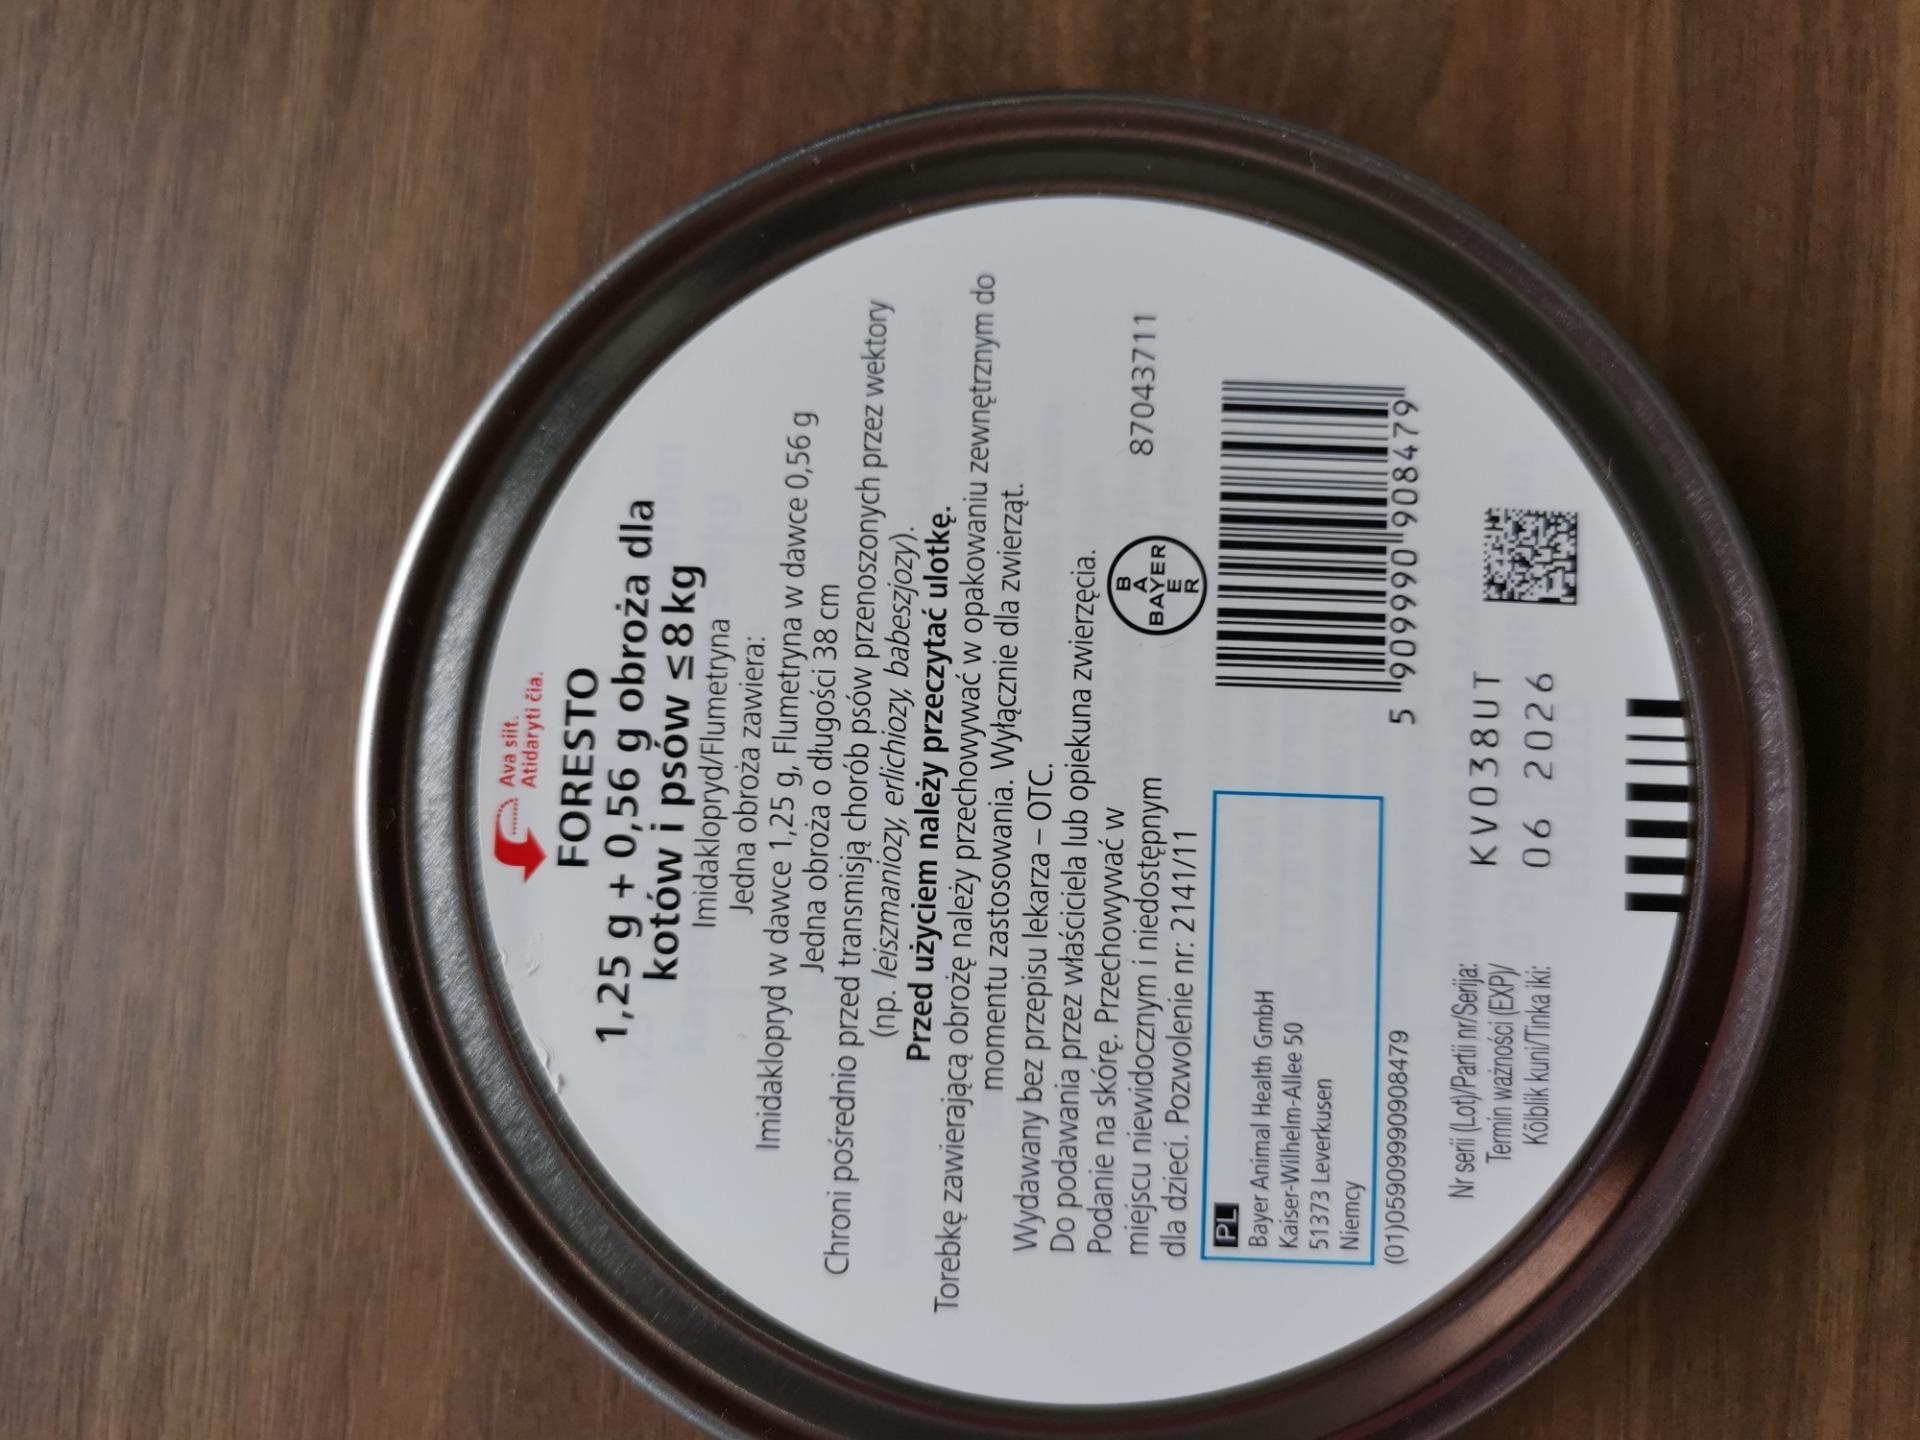 Ava siit.
Atidaryti čia.
FORESTO
1,25 g + 0,56 g obroża dla
kotów i psów ≤ 8 kg
Imidaklopryd/Flumetryna
Jedna obroża zawiera:
Imidaklopryd w dawce 1,25 g, Flumetryna w dawce 0,56 g
Jedna obroża o długości 38 cm
Chroni pośrednio przed transmisją chorób psów przenoszonych przez wektory
(np. leiszmaniozy, erlichiozy, babeszjozy).
Przed użyciem należy przeczytać ulotkę.
Torebkę zawierającą obrożę należy przechowywać w opakowaniu zewnętrznym do
momentu zastosowania. Wyłącznie dla zwierząt.
Wydawany bez przepisu lekarza – OTC.
Do podawania przez właściciela lub opiekuna zwierzęcia.
Podanie na skórę. Przechowywać w
miejscu niewidocznym i niedostępnym
dla dzieci. Pozwolenie nr: 2141/11
BAYER
BAYER
87043711
PL
Bayer Animal Health GmbH
Kaiser-Wilhelm-Allee 50
51373 Leverkusen
Niemcy
5 909990 908479
(01)05909990908479
Nr serii (Lot)/Partii nr/Serija: KV038UT
Termin ważności (EXP)/ 06 2026
Kõlblik kuni/Tinka iki: